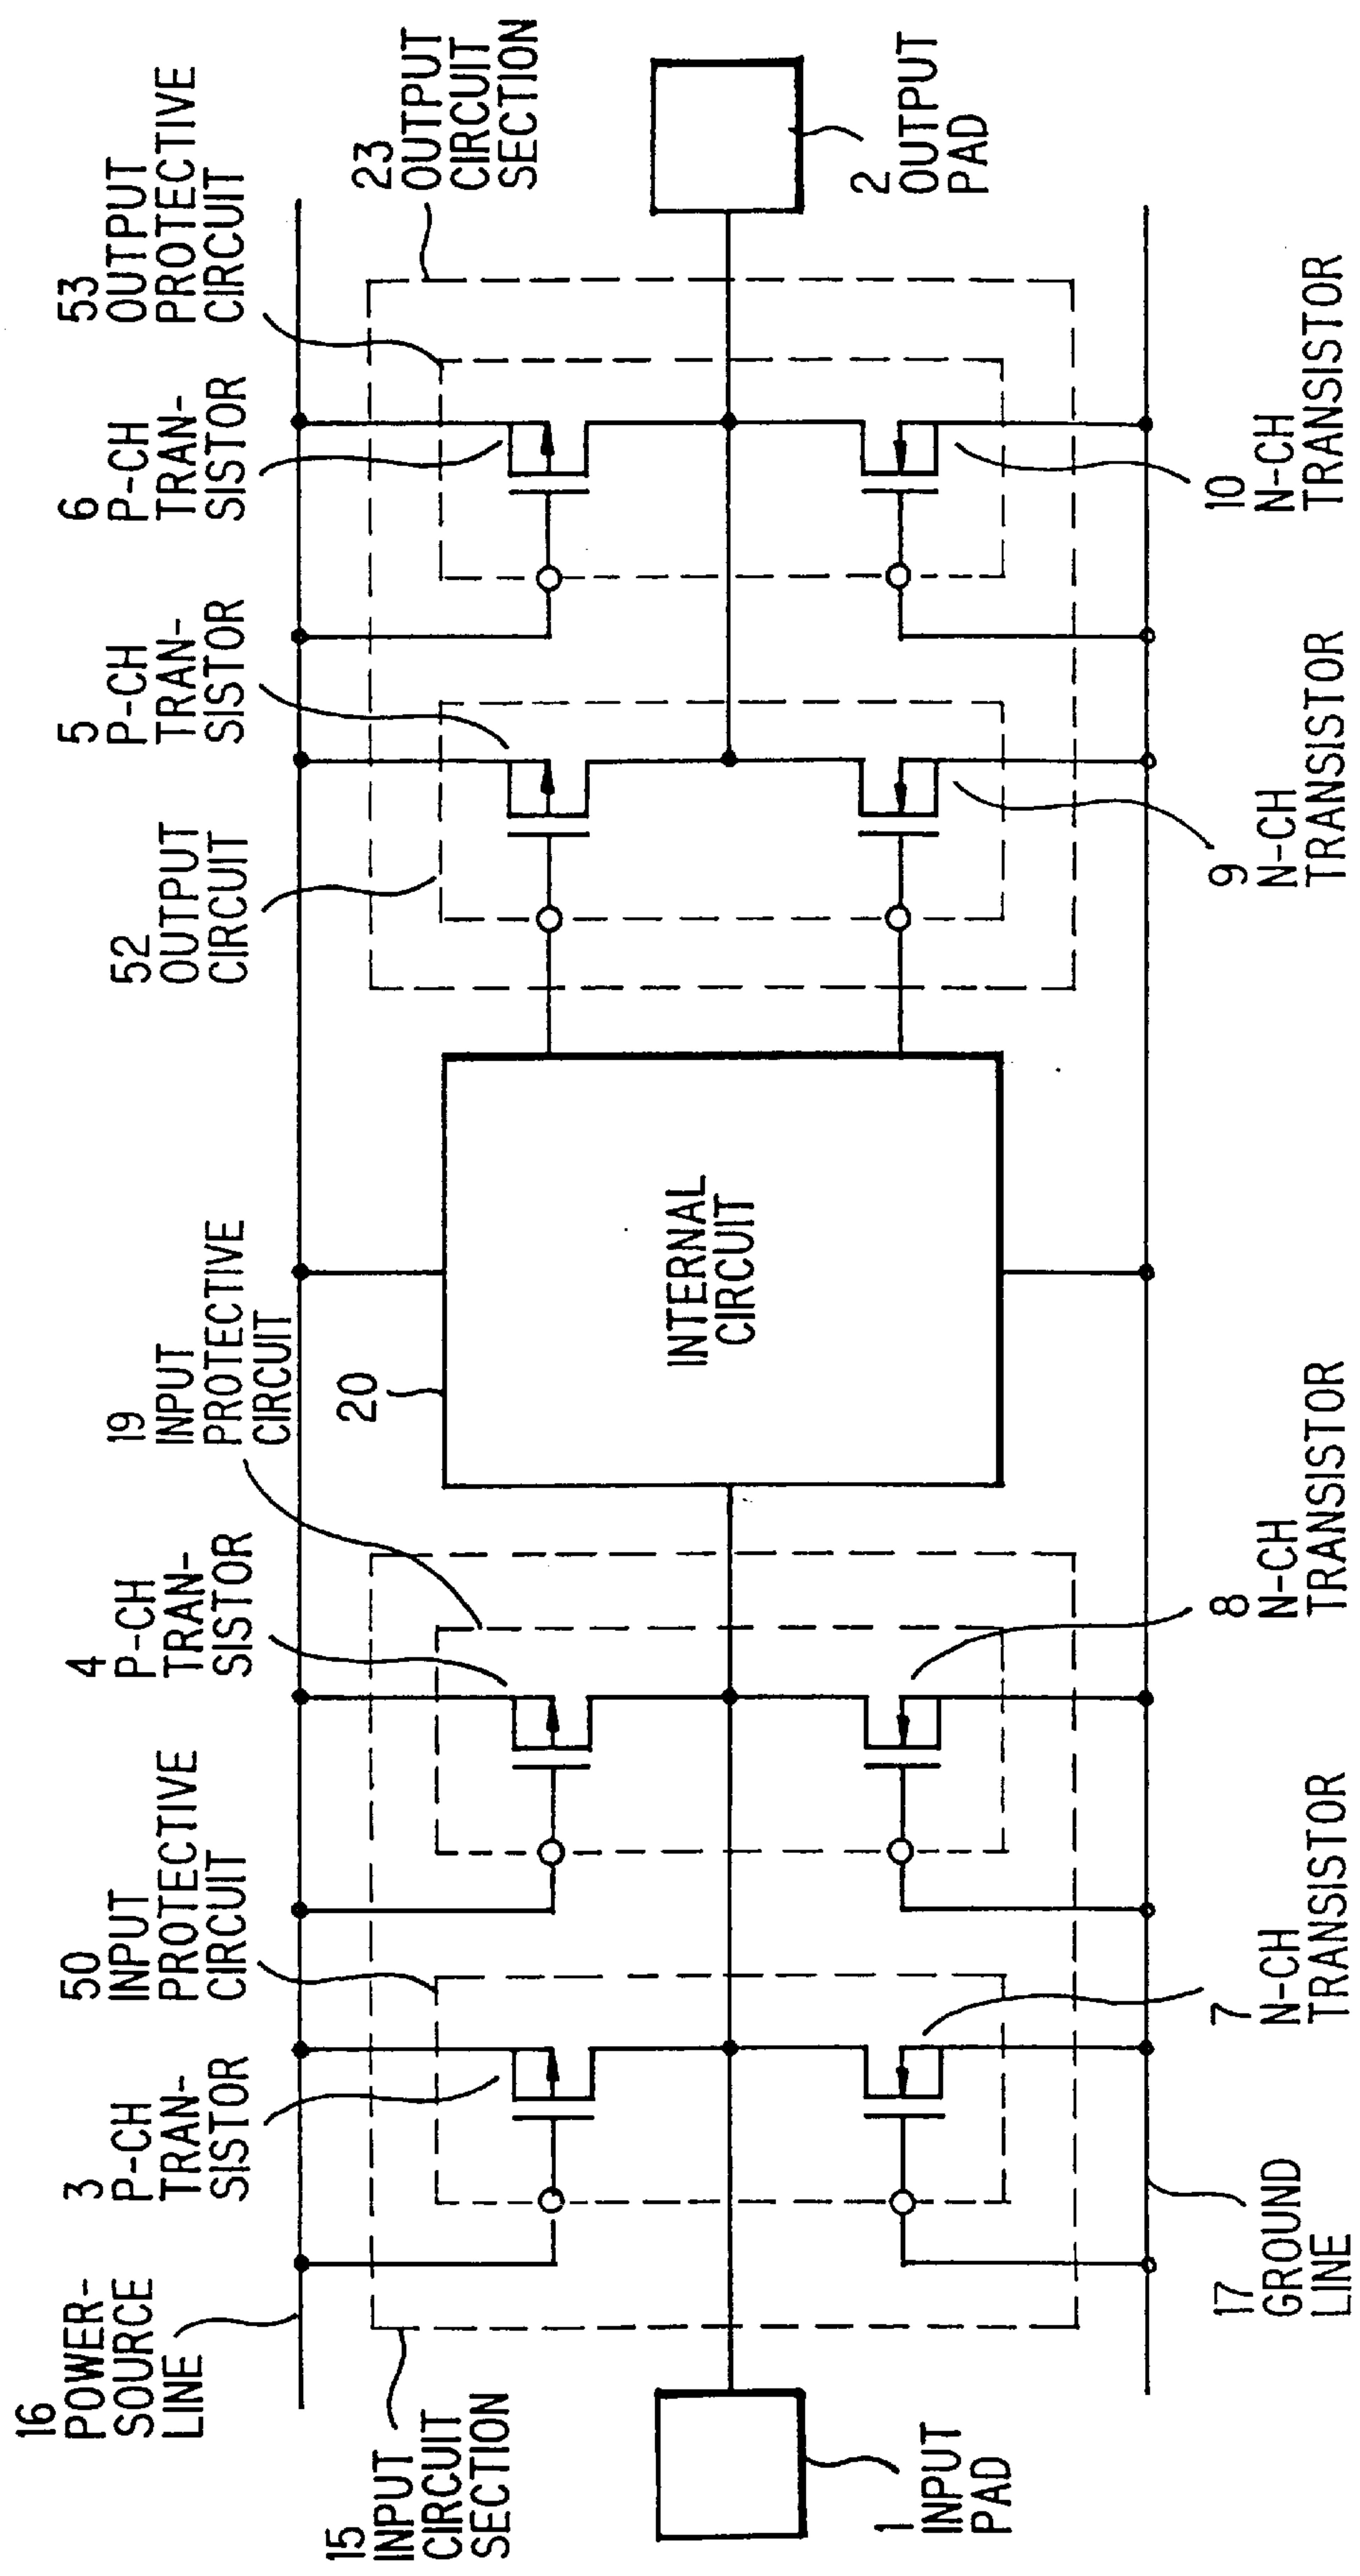 16
POWER-
SOURCE
LINE
3
P-CH
TRAN-
SISTOR
50
INPUT
PROTECTIVE
CIRCUIT
4
P-CH
TRAN-
SISTOR
19
INPUT
PROTECTIVE
CIRCUIT
52
OUTPUT
CIRCUIT
5
P-CH
TRAN-
SISTOR
6
P-CH
TRAN-
SISTOR
53
OUTPUT
PROTECTIVE
CIRCUIT
15
INPUT
CIRCUIT
SECTION
20
23
OUTPUT
CIRCUIT
SECTION
INTERNAL
CIRCUIT
1
INPUT
PAD
2
OUTPUT
PAD
17
GROUND
LINE
7
N-CH
TRANSISTOR
8
N-CH
TRANSISTOR
9
N-CH
TRANSISTOR
10
N-CH
TRANSISTOR